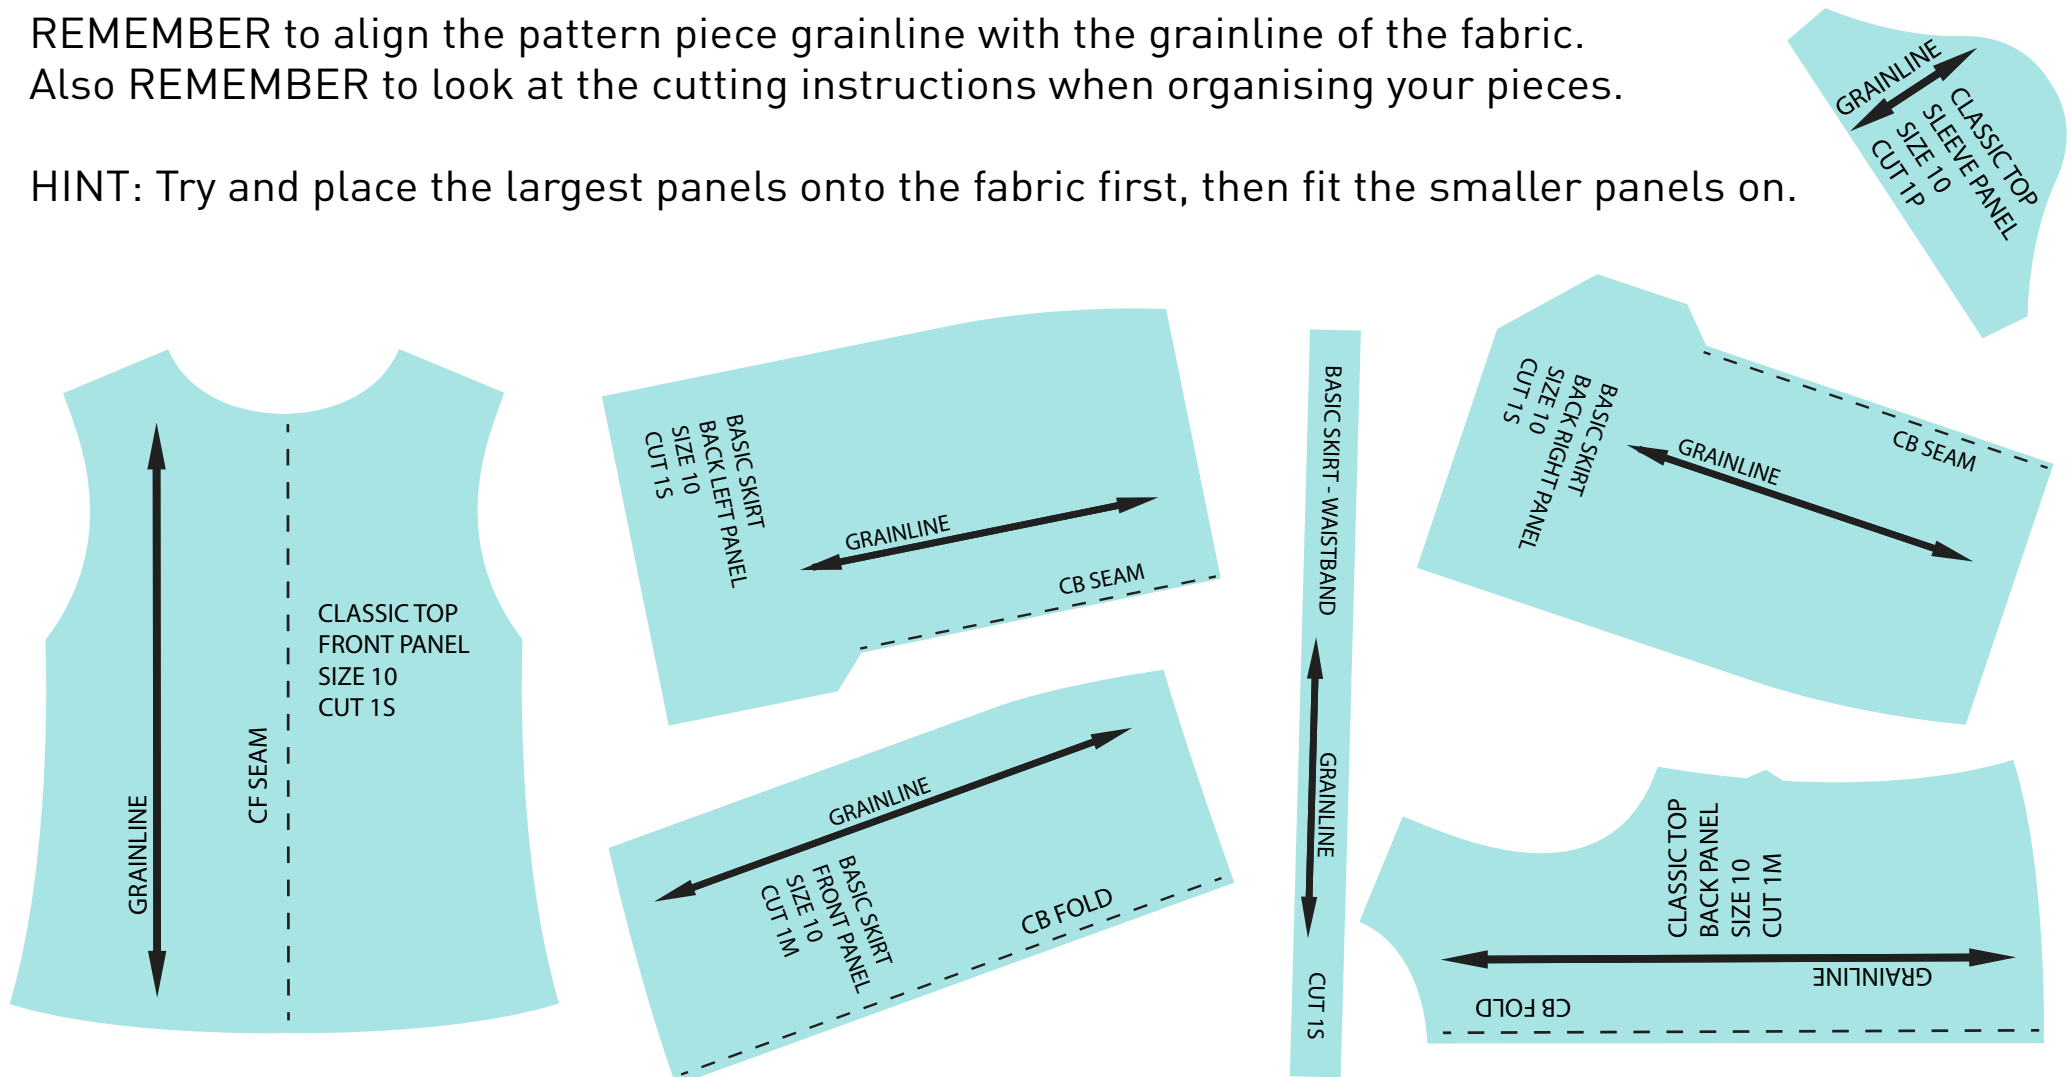 REMEMBER to align the pattern piece grainline with the grainline of the fabric.
Also REMEMBER to look at the cutting instructions when organising your pieces.
HINT: Try and place the largest panels onto the fabric first, then fit the smaller panels on.
GRAINLINE
CLASSIC TOP
SLEEVE PANEL
SIZE 10
CUT 1P
GRAINLINE
CF SEAM
CLASSIC TOP
FRONT PANEL
SIZE 10
CUT 1S
BASIC SKIRT
BACK LEFT PANEL
SIZE 10
CUT 1S
GRAINLINE
CB SEAM
GRAINLINE
BASIC SKIRT
FRONT PANEL
SIZE 10
CUT 1M
CB FOLD
BASIC SKIRT - WAISTBAND
GRAINLINE
CUT 1S
BASIC SKIRT
BACK RIGHT PANEL
SIZE 10
CUT 1S
GRAINLINE
CB SEAM
CLASSIC TOP
BACK PANEL
SIZE 10
CUT 1M
GRAINLINE
CB FOLD